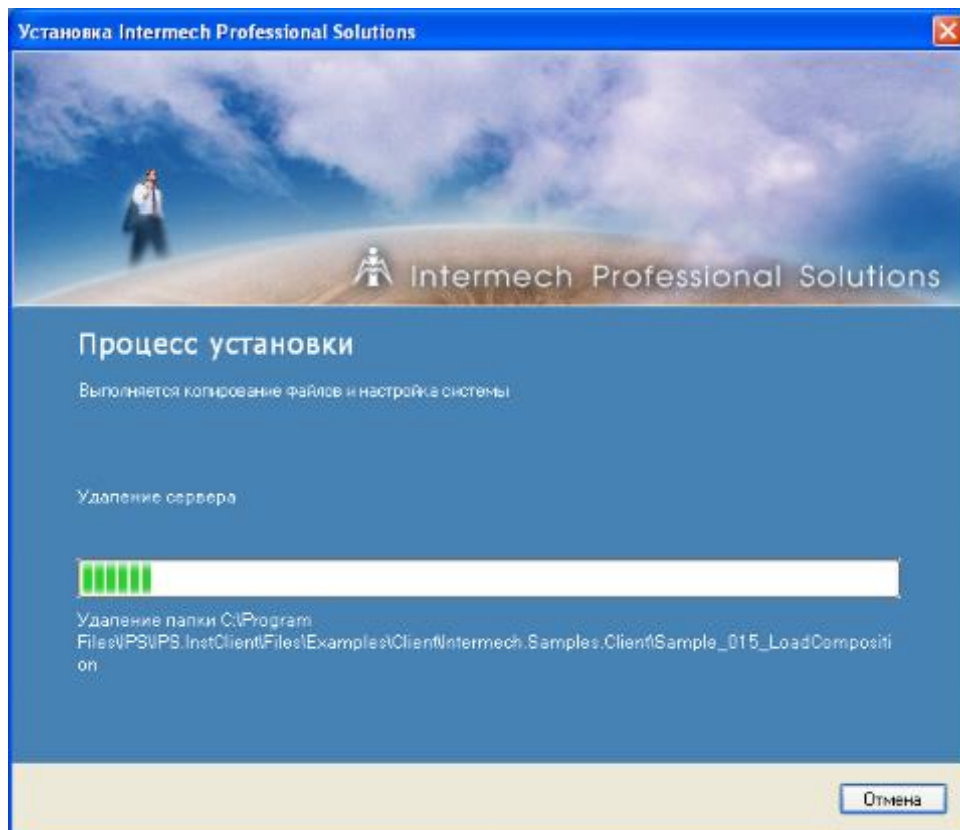 Установка Intermech Professional Solutions
Intermech Professional Solutions
Процесс установки
Выполняется копирование файлов и настройка системы
Удаление сервера
Удаление папки C:\Program
Files\IPS\IPS.InstClient\Files\Examples\Client\Intermech.Samples.Client\Sample_015_LoadCompositi
on
Отмена